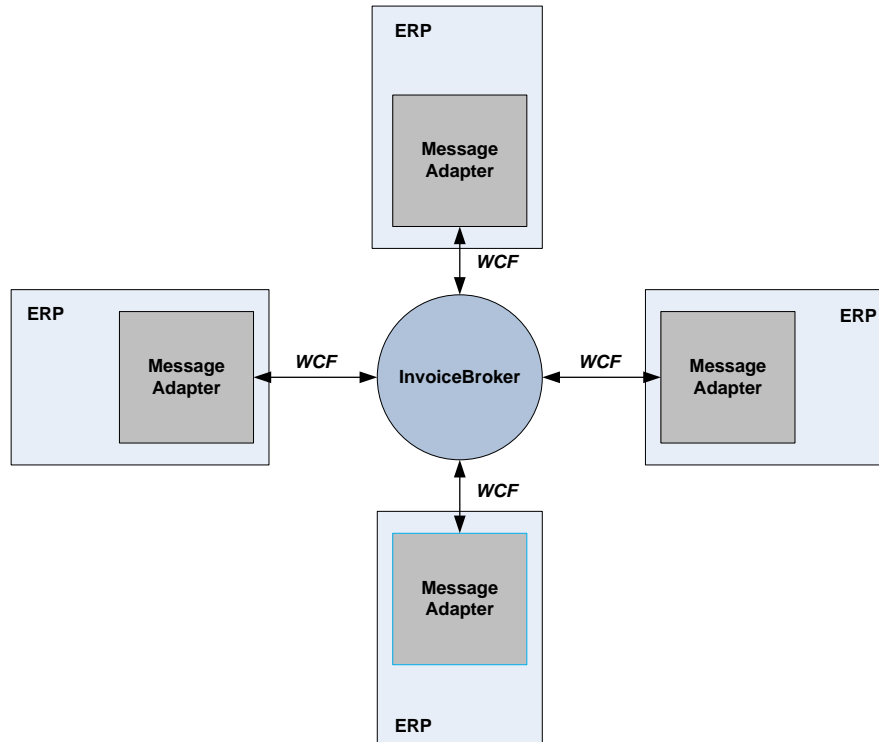 ERP
Message
Adapter
WCF
ERP
Message
Adapter
WCF
InvoiceBroker
WCF
Message
Adapter
ERP
WCF
Message
Adapter
ERP